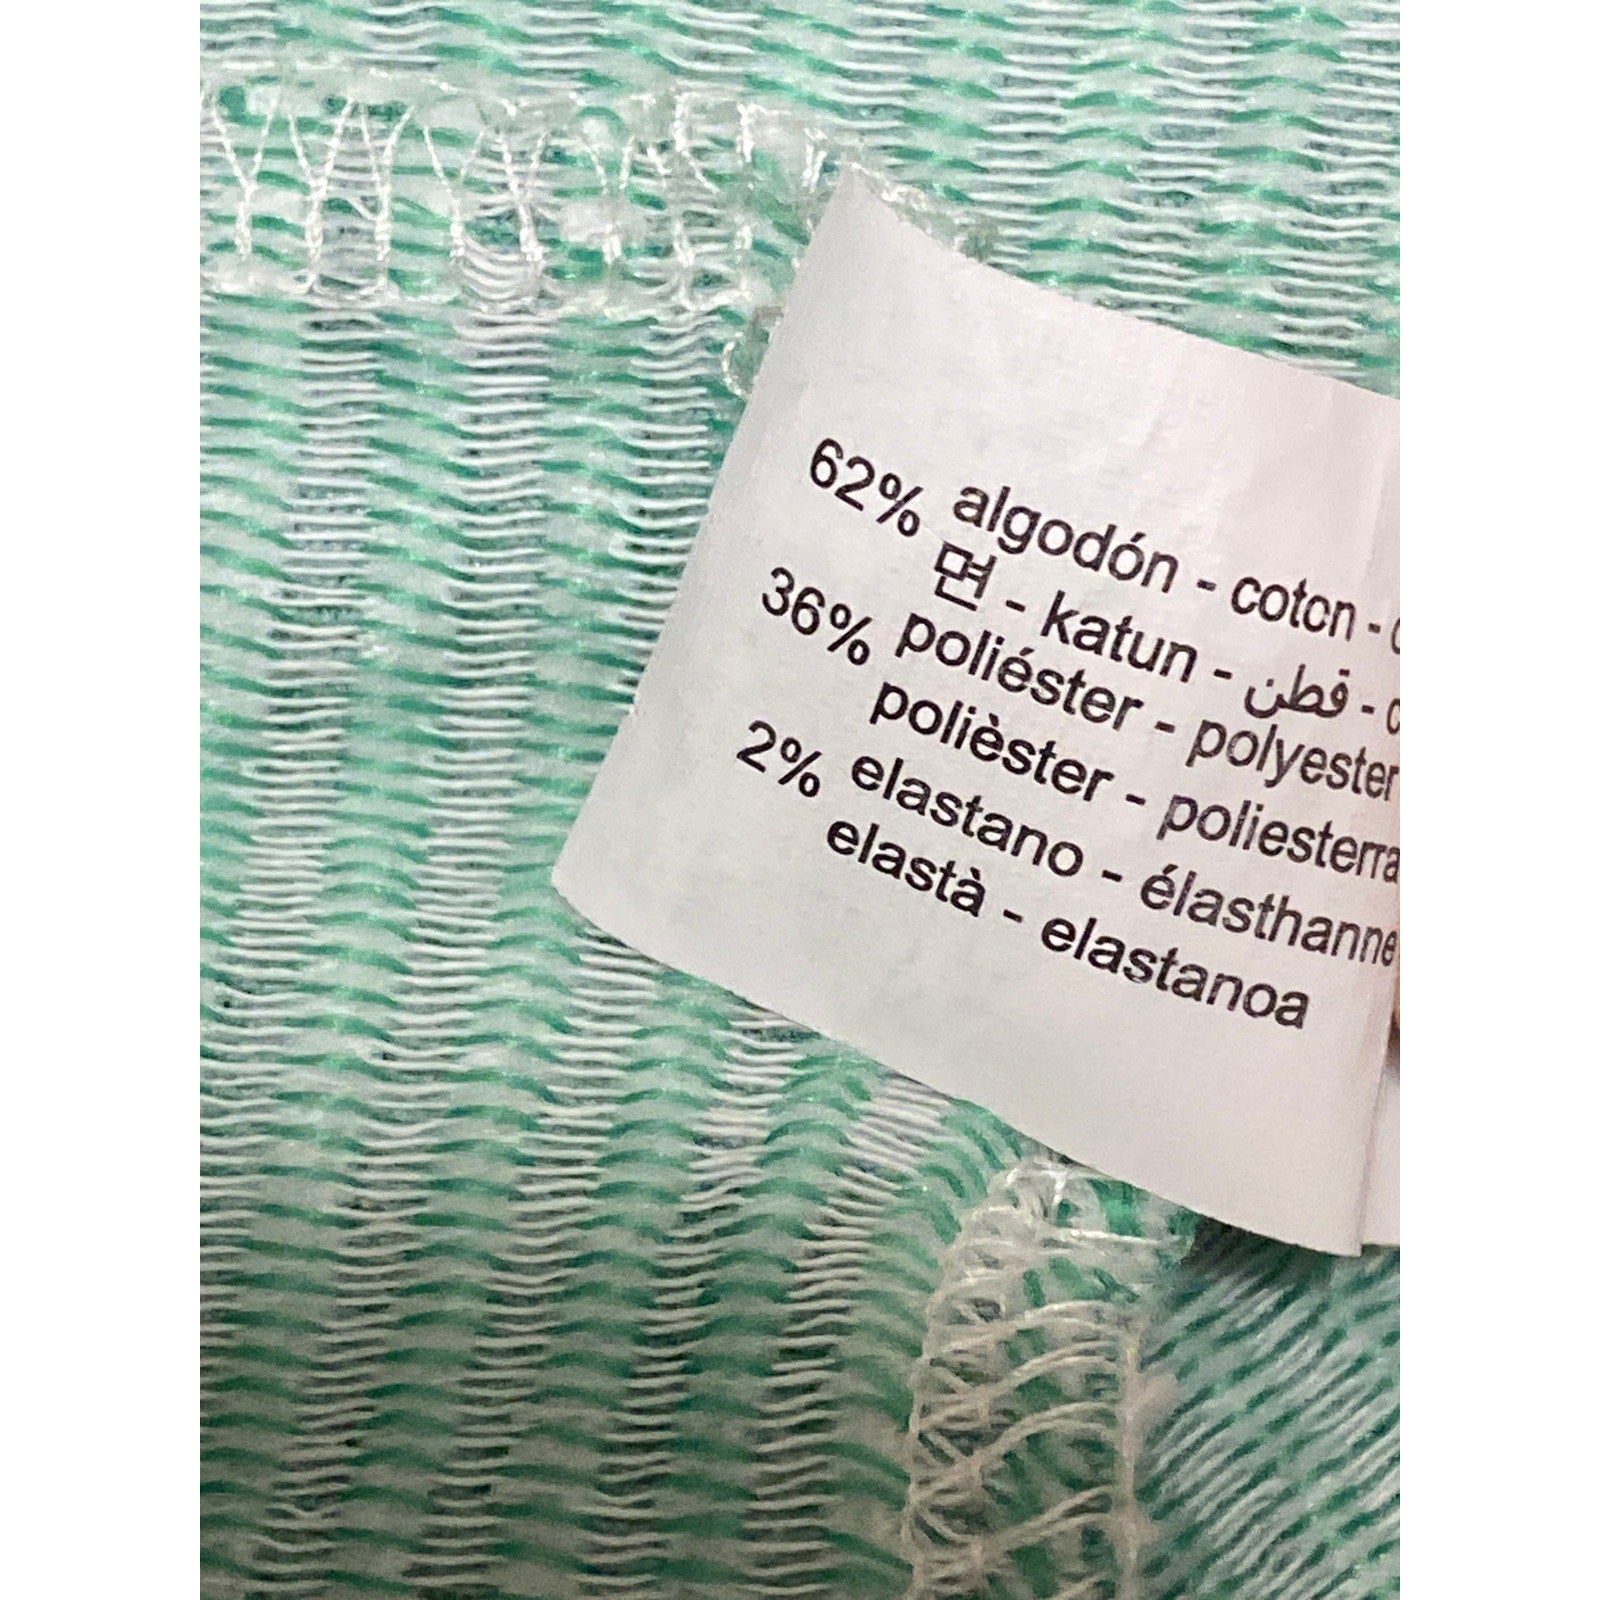 62% algodón - coton -
면 - katun - قطن -
36% poliéster - polyester
polièster - poliesterra
2% elastano - élasthanne
elastà - elastanoa